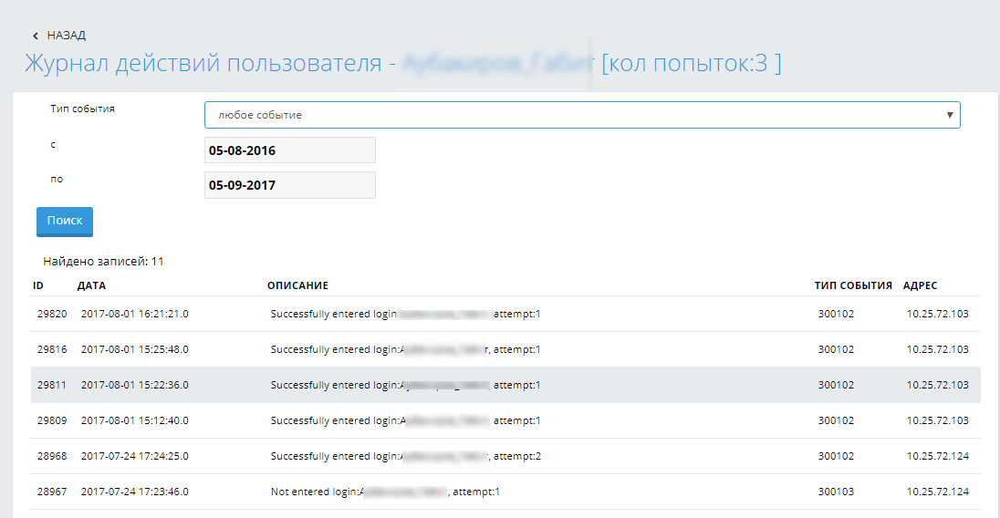 НАЗАД
Журнал действий пользователя - [кол попыток:3 ]
Тип события
любое событие
с
05-08-2016
по
05-09-2017
Поиск
Найдено записей: 11
ID ДАТА ОПИСАНИЕ ТИП СОБЫТИЯ АДРЕС
29820 2017-08-01 16:21:21.0 Successfully entered login attempt:1 300102 10.25.72.103
29816 2017-08-01 15:25:48.0 Successfully entered login: , attempt:1 300102 10.25.72.103
29811 2017-08-01 15:22:36.0 Successfully entered login: , attempt:1 300102 10.25.72.103
29809 2017-08-01 15:12:40.0 Successfully entered login: attempt:1 300102 10.25.72.103
28968 2017-07-24 17:24:25.0 Successfully entered login: , attempt:2 300102 10.25.72.124
28967 2017-07-24 17:23:46.0 Not entered login: , attempt:1 300103 10.25.72.124